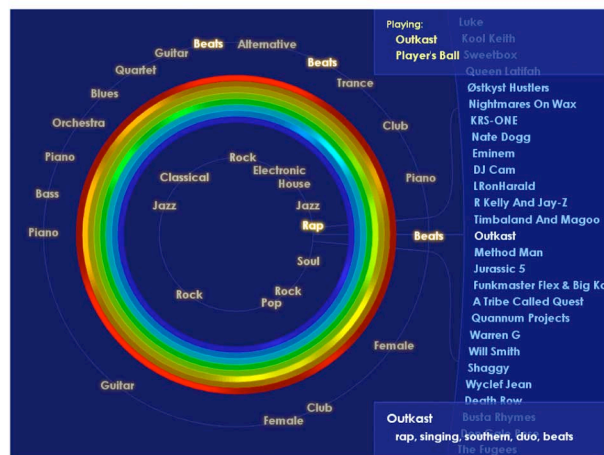 Playing:
Outkast
Player's Ball
Luke
Kool Keith
Sweetbox
Queen Latifah
Østkyst Hustlers
Nightmares On Wax
KRS-ONE
Nate Dogg
Eminem
DJ Cam
LRonHarald
R Kelly And Jay-Z
Timbaland And Magoo
Outkast
Method Man
Jurassic 5
Funkmaster Flex & Big Ka
A Tribe Called Quest
Quannum Projects
Warren G
Will Smith
Shaggy
Wyclef Jean
Death Row
Busta Rhymes
The Fugees
Outkast
rap, singing, southern, duo, beats
Beats
Alternative
Guitar
Beats
Quartet
Trance
Blues
Orchestra
Club
Piano
Piano
Bass
Piano
Beats
Female
Guitar
Club
Female
Rock
Electronic
Classical
House
Jazz
Jazz
Rap
Soul
Rock
Rock
Pop